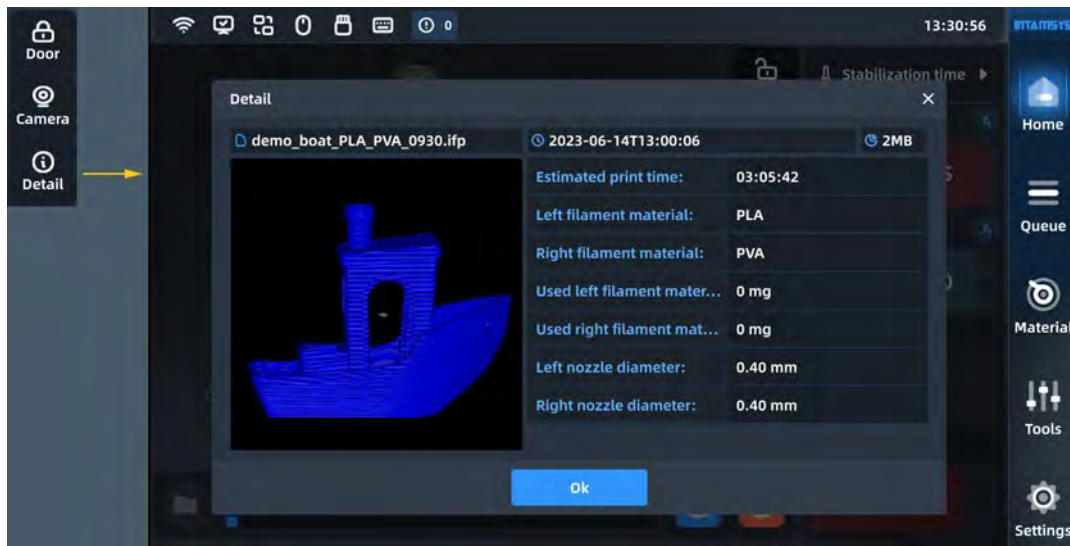 Door
Camera
Detail
0
13:30:56
Stabilization time
Detail
demo_boat_PLA_PVA_0930.ifp
2023-06-14T13:00:06
2MB
Estimated print time: 03:05:42
Left filament material: PLA
Right filament material: PVA
Used left filament mater... 0 mg
Used right filament mat... 0 mg
Left nozzle diameter: 0.40 mm
Right nozzle diameter: 0.40 mm
Ok
Home
Queue
Material
Tools
Settings